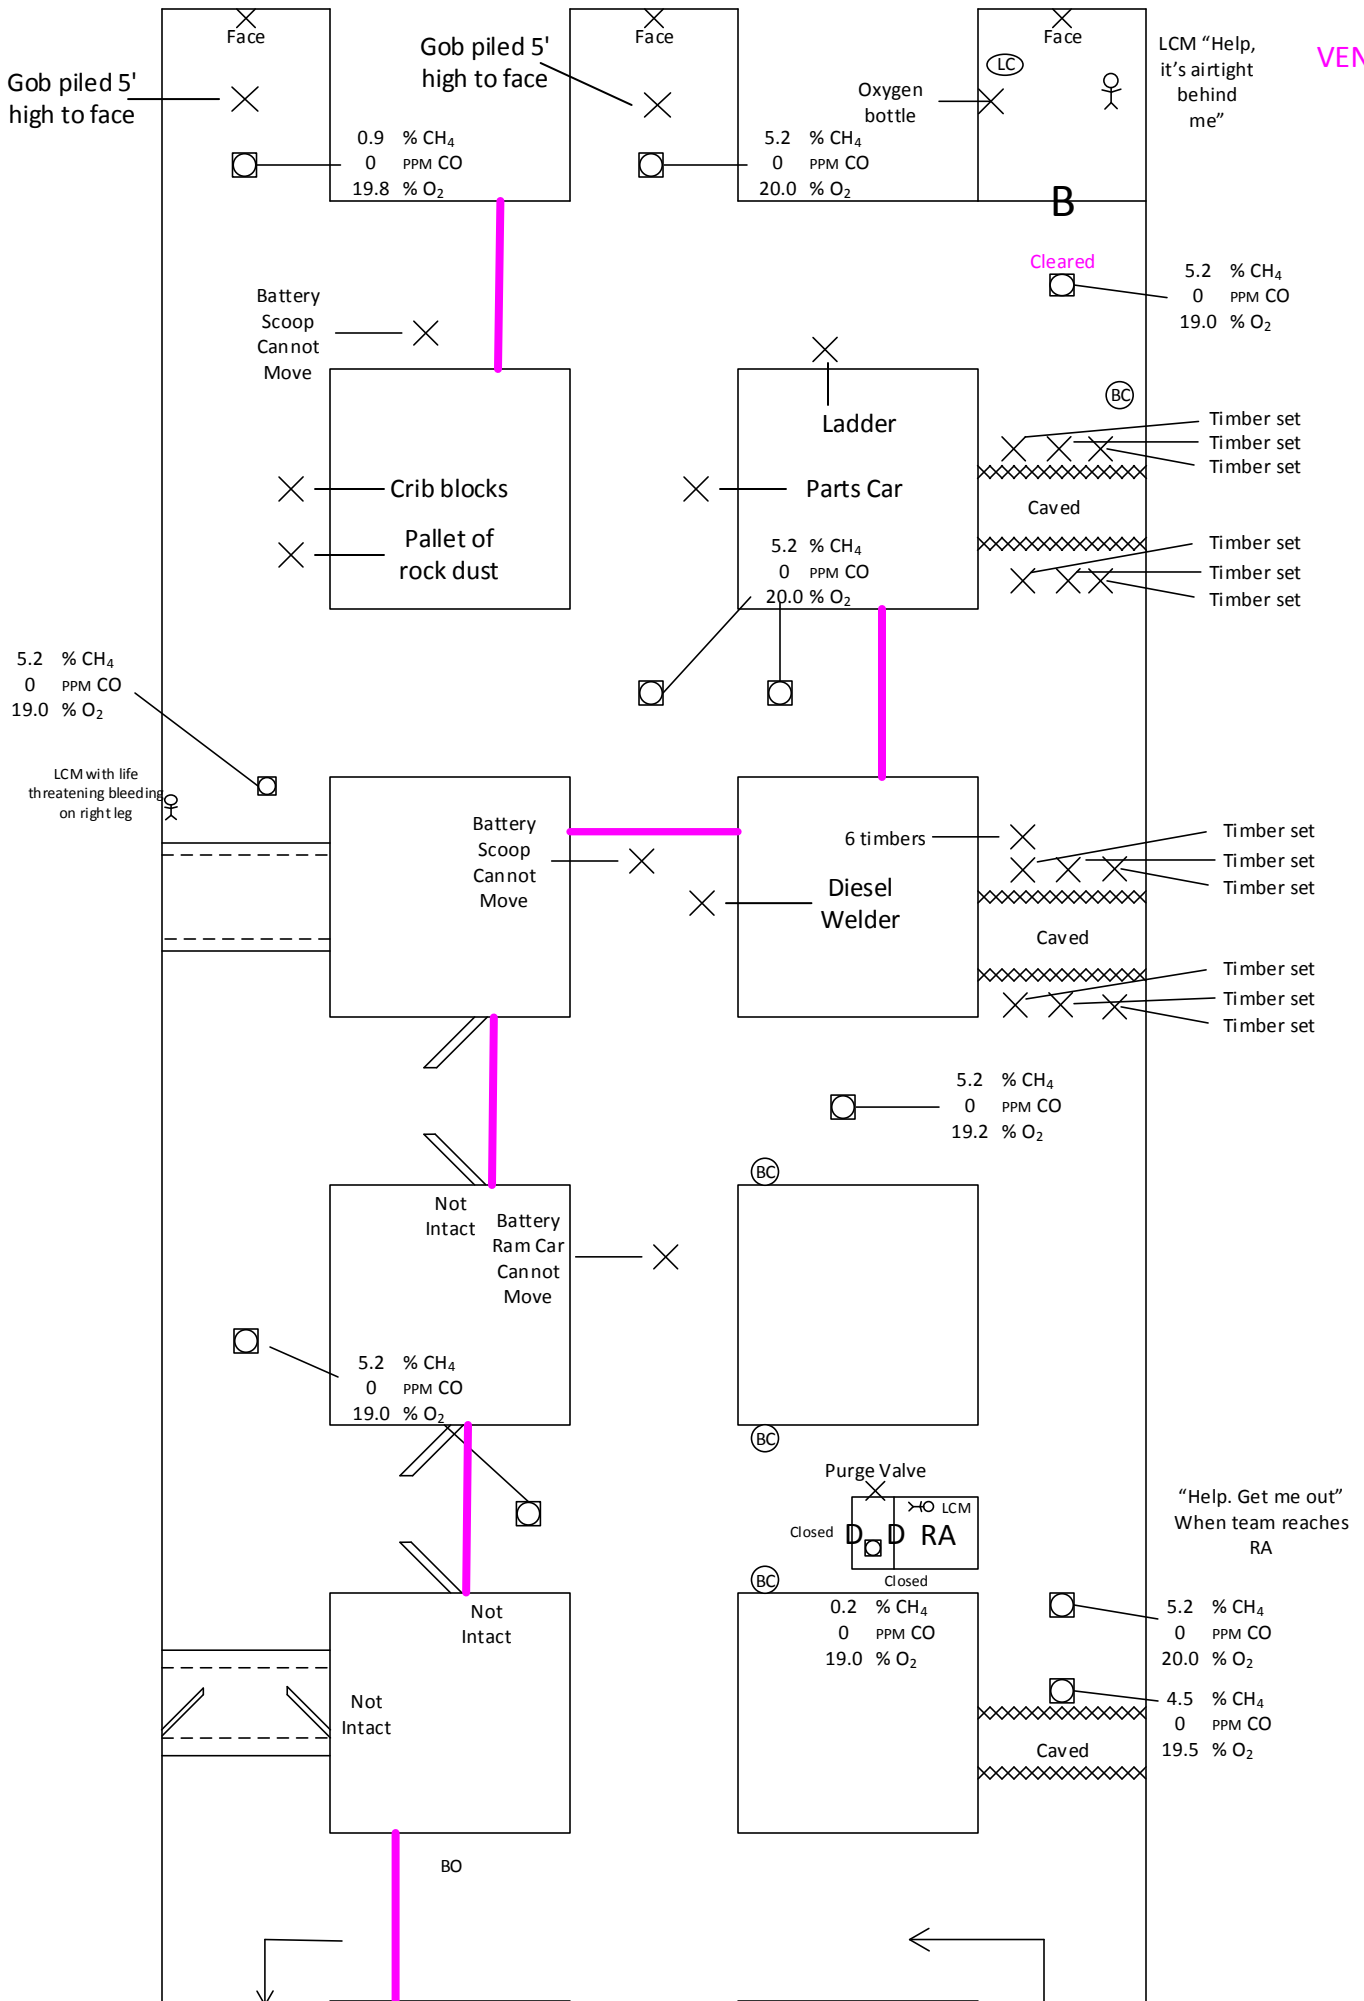 Face
Face
Face
Gob piled 5'
high to face
Gob piled 5'
high to face
LC
Oxygen
bottle
LCM “Help,
it’s airtight
behind
me”
VEN
0.9 % CH₄
0 PPM CO
19.8 % O₂
5.2 % CH₄
0 PPM CO
20.0 % O₂
B
Cleared
5.2 % CH₄
0 PPM CO
19.0 % O₂
Battery
Scoop
Cannot
Move
BC
Ladder
Timber set
Timber set
Timber set
Crib blocks
Parts Car
Caved
Pallet of
rock dust
5.2 % CH₄
0 PPM CO
20.0 % O₂
Timber set
Timber set
Timber set
5.2 % CH₄
0 PPM CO
19.0 % O₂
LCM with life
threatening bleeding
on right leg
Battery
Scoop
Cannot
Move
6 timbers
Diesel
Welder
Timber set
Timber set
Timber set
Caved
Timber set
Timber set
Timber set
5.2 % CH₄
0 PPM CO
19.2 % O₂
BC
Not
Intact
Battery
Ram Car
Cannot
Move
5.2 % CH₄
0 PPM CO
19.0 % O₂
BC
Purge Valve
LCM
Closed
D D RA
Closed
“Help. Get me out”
When team reaches
RA
BC
Not
Intact
0.2 % CH₄
0 PPM CO
19.0 % O₂
5.2 % CH₄
0 PPM CO
20.0 % O₂
Not
Intact
4.5 % CH₄
0 PPM CO
19.5 % O₂
Caved
BO